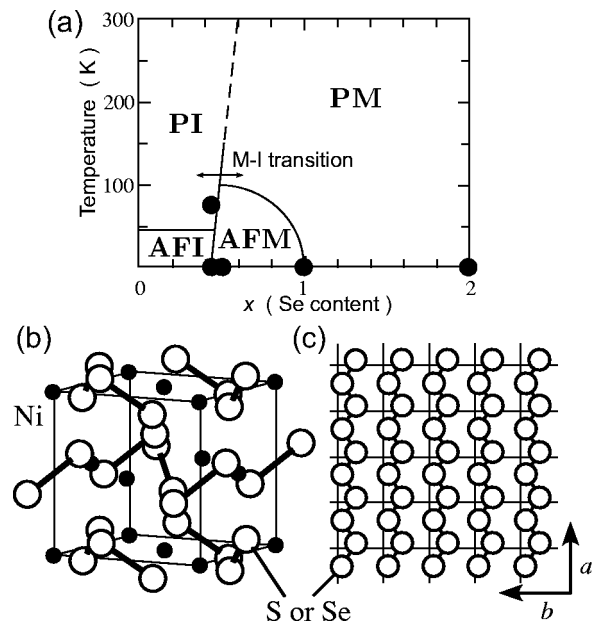 (a)
300
200
100
Temperature ( K )
PI
PM
M-I transition
AFI
AFM
0
1
2
x ( Se content )
(b)
(c)
Ni
S or Se
a
b